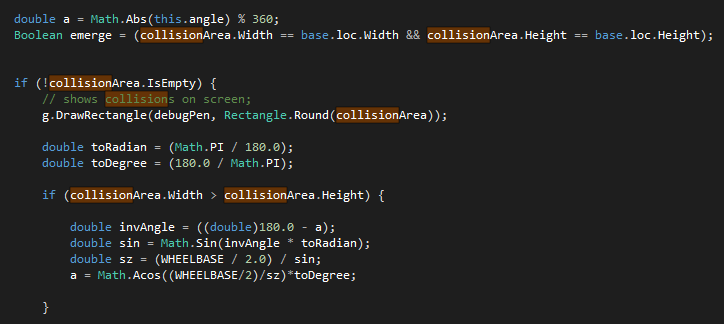 double a = Math.Abs(this.angle) % 360;
Boolean emerge = (collisionArea.Width == base.loc.Width && collisionArea.Height == base.loc.Height);
if (!collisionArea.IsEmpty) {
// shows collisions on screen;
g.DrawRectangle(debugPen, Rectangle.Round(collisionArea));
double toRadian = (Math.PI / 180.0);
double toDegree = (180.0 / Math.PI);
if (collisionArea.Width > collisionArea.Height) {
double invAngle = ((double)180.0 - a);
double sin = Math.Sin(invAngle * toRadian);
double sz = (WHEELBASE / 2.0) / sin;
a = Math.Acos((WHEELBASE/2)/sz)*toDegree;
}